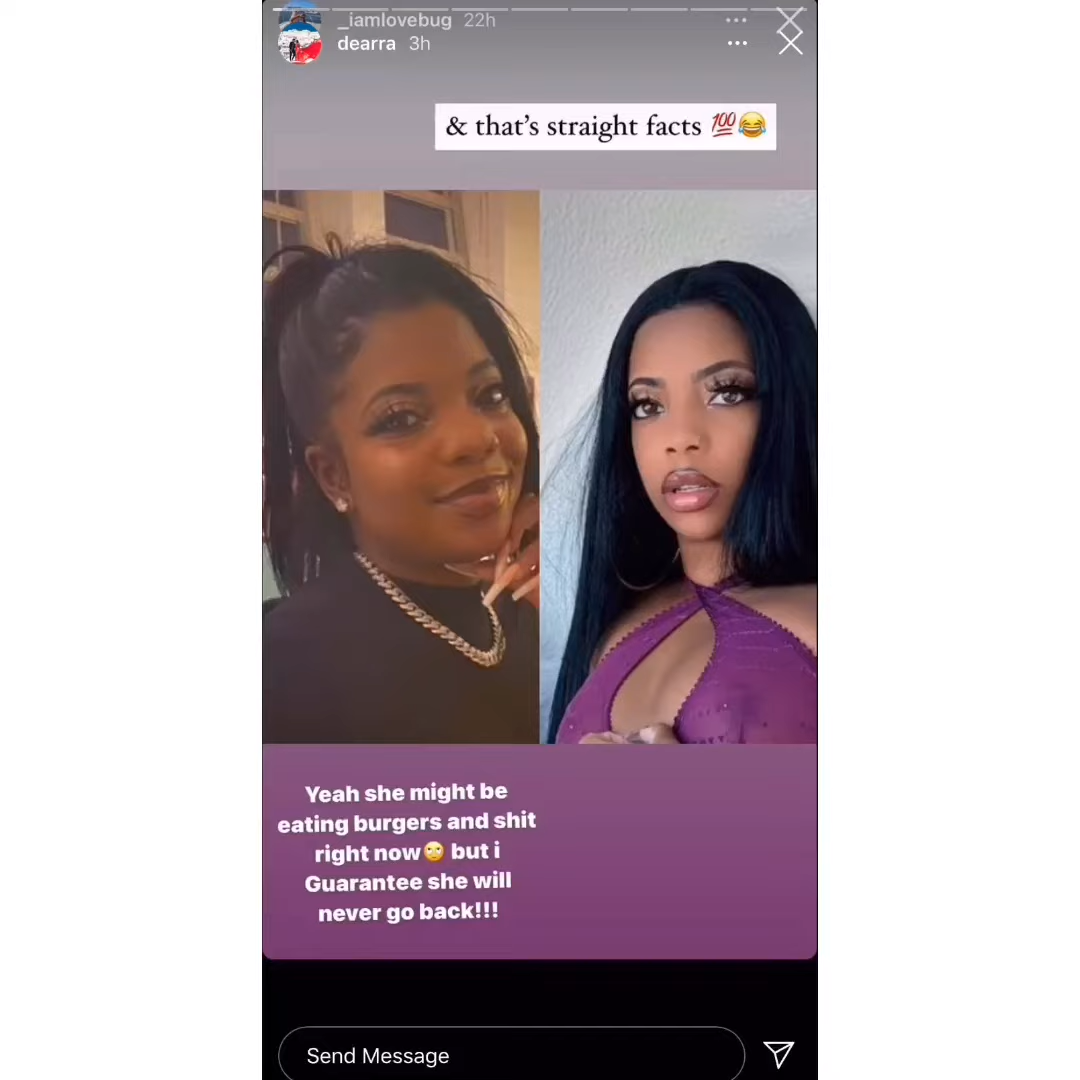 _iamlovebug 22h
dearra 3h
& that's straight facts 💯😂
Yeah she might be
eating burgers and shit
right now🙄 but i
Guarantee she will
never go back!!!
Send Message